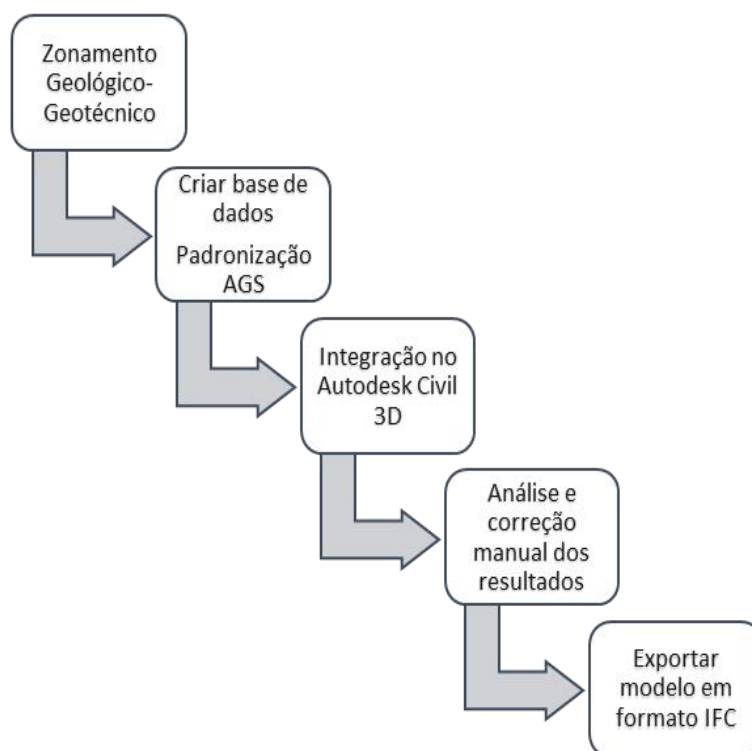 Zonamento
Geológico-
Geotécnico
Criar base de
dados
Padronização
AGS
Integração no
Autodesk Civil
3D
Análise e
correção
manual dos
resultados
Exportar
modelo em
formato IFC